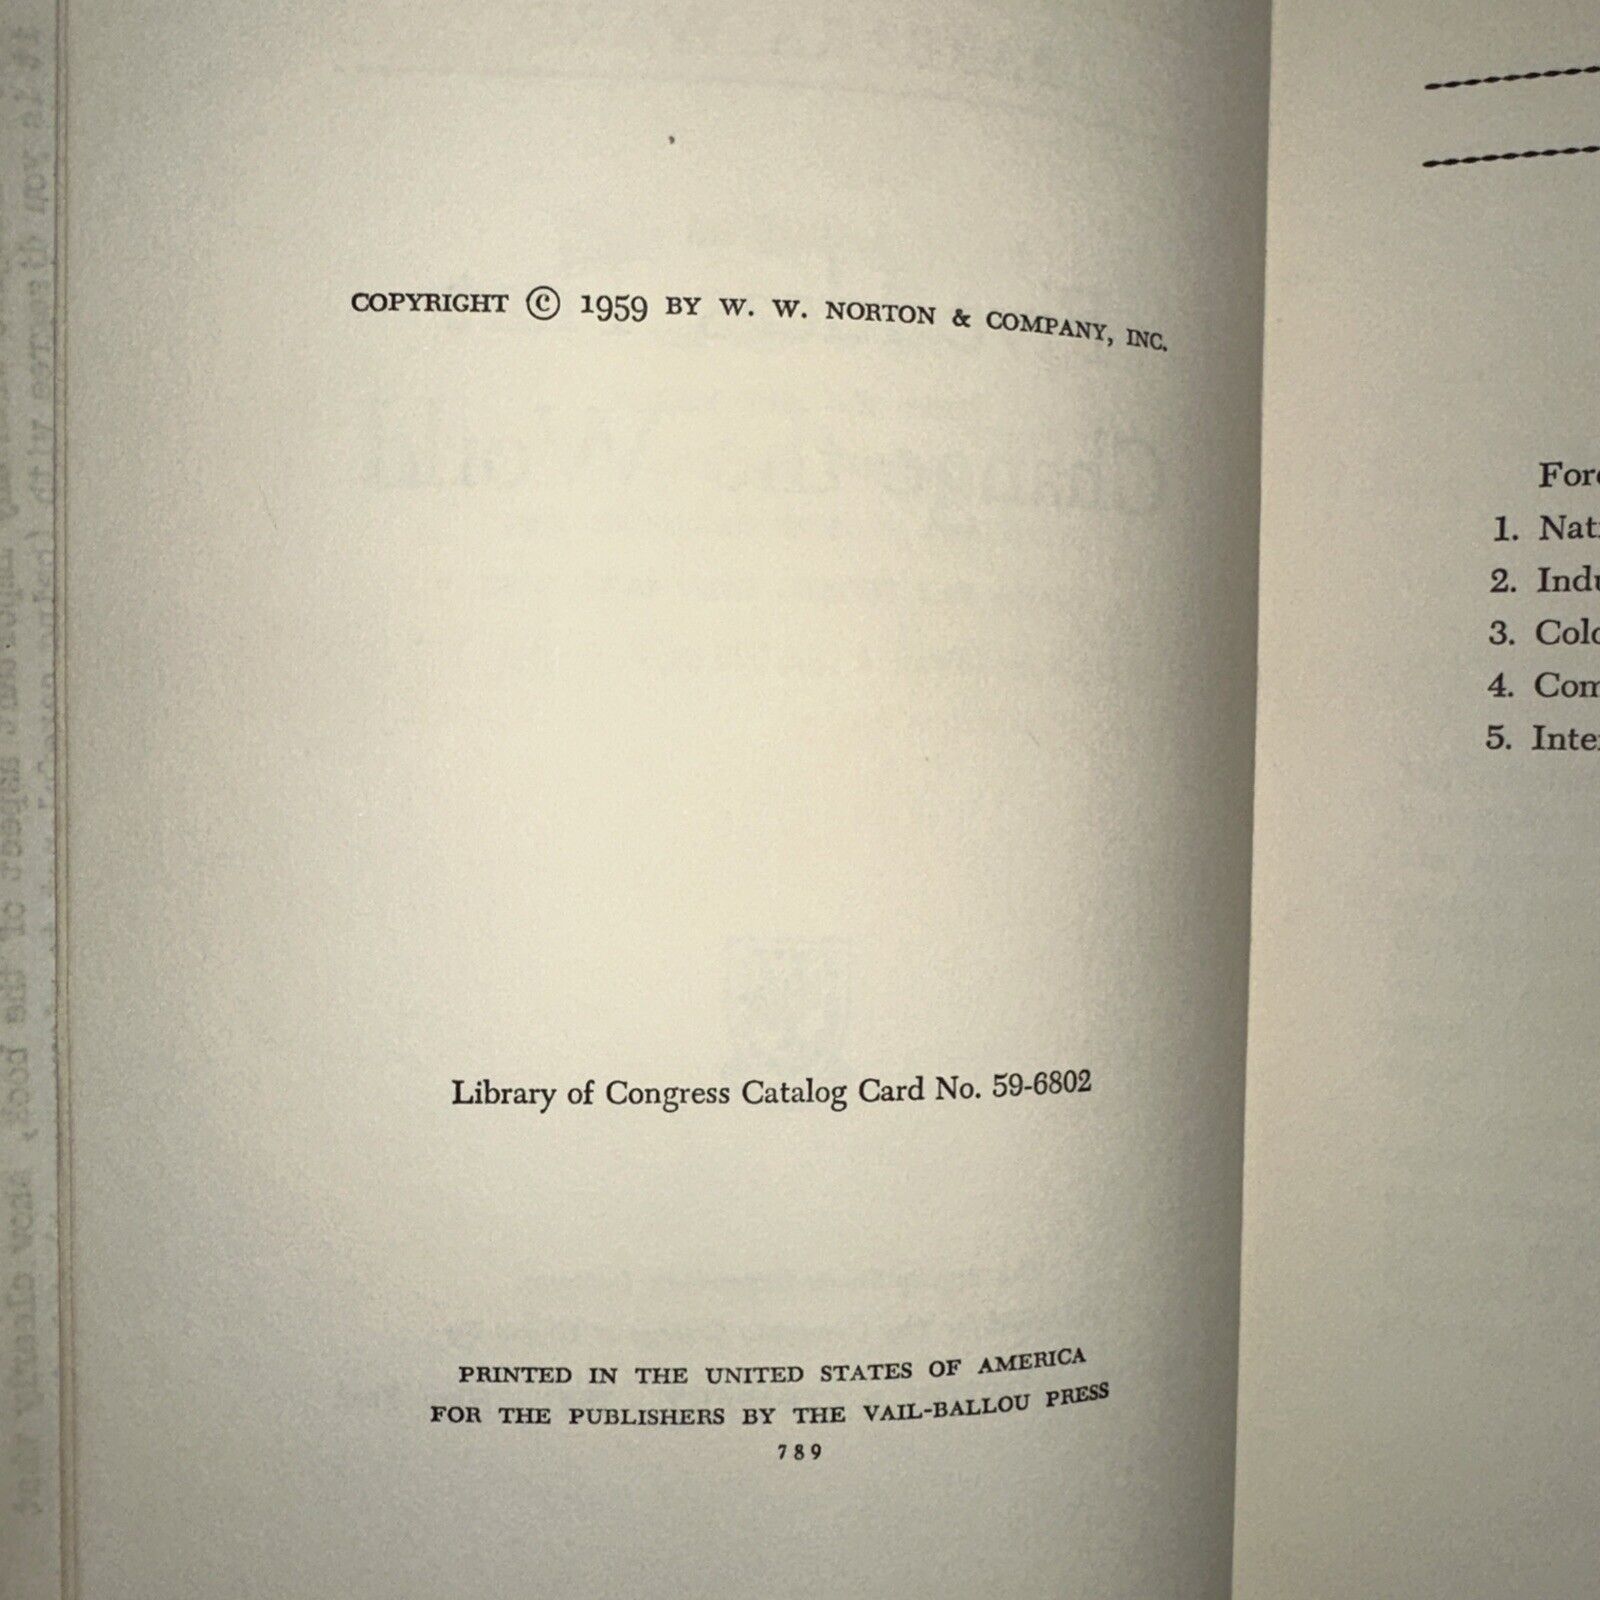 COPYRIGHT © 1959 BY W. W. NORTON & COMPANY, INC.
Library of Congress Catalog Card No. 59-6802
PRINTED IN THE UNITED STATES OF AMERICA
FOR THE PUBLISHERS BY THE VAIL-BALLOU PRESS
789
1.
2.
3.
4.
5.